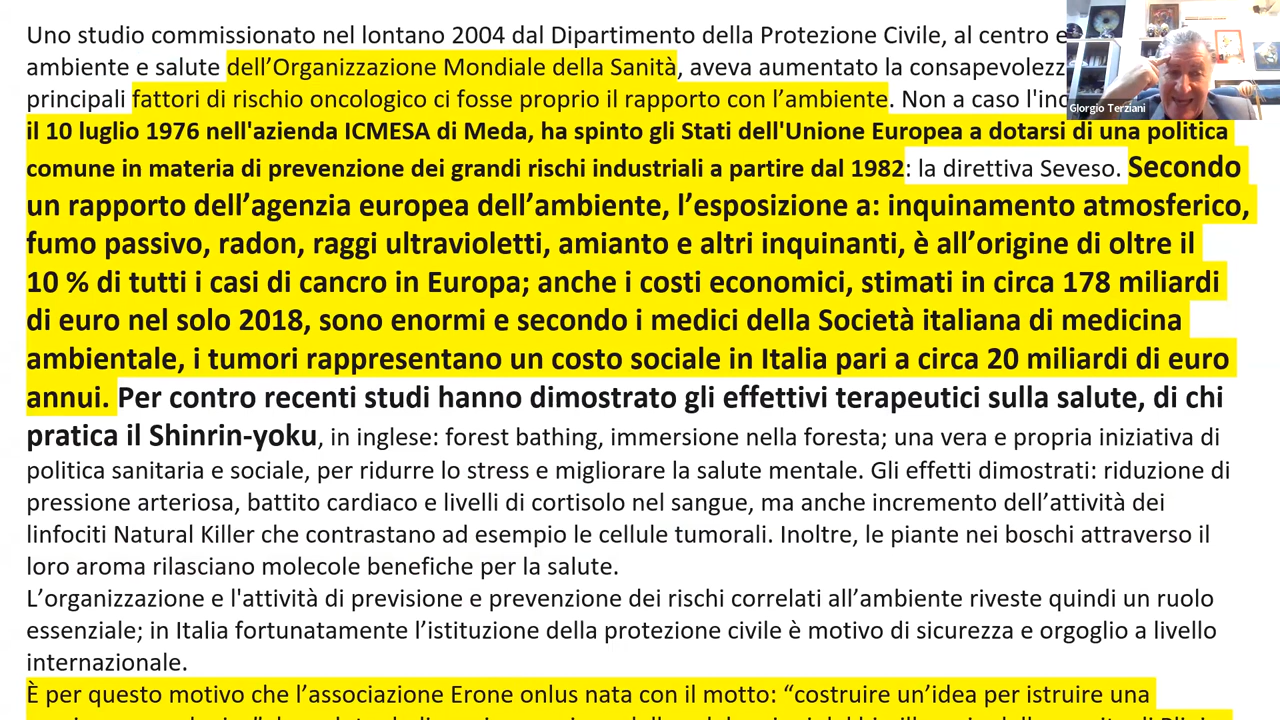 Uno studio commissionato nel lontano 2004 dal Dipartimento della Protezione Civile, al centro
ambiente e salute dell’Organizzazione Mondiale della Sanità, aveva aumentato la
principali fattori di rischio oncologico ci fosse proprio il rapporto con l’ambiente. Non a caso
Giorgio Terziani
il 10 luglio 1976 nell'azienda ICMESA di Meda, ha spinto gli Stati dell'Unione Europea a dotarsi di una politica
comune in materia di prevenzione dei grandi rischi industriali a partire dal 1982: la direttiva Seveso. Secondo
un rapporto dell’agenzia europea dell’ambiente, l’esposizione a: inquinamento atmosferico,
fumo passivo, radon, raggi ultravioletti, amianto e altri inquinanti, è all’origine di oltre il
10 % di tutti i casi di cancro in Europa; anche i costi economici, stimati in circa 178 miliardi
di euro nel solo 2018, sono enormi e secondo i medici della Società italiana di medicina
ambientale, i tumori rappresentano un costo sociale in Italia pari a circa 20 miliardi di euro
annui. Per contro recenti studi hanno dimostrato gli effettivi terapeutici sulla salute, di chi
pratica il Shinrin-yoku, in inglese: forest bathing, immersione nella foresta; una vera e propria iniziativa di
politica sanitaria e sociale, per ridurre lo stress e migliorare la salute mentale. Gli effetti dimostrati: riduzione di
pressione arteriosa, battito cardiaco e livelli di cortisolo nel sangue, ma anche incremento dell’attività dei
linfociti Natural Killer che contrastano ad esempio le cellule tumorali. Inoltre, le piante nei boschi attraverso il
loro aroma rilasciano molecole benefiche per la salute.
L’organizzazione e l'attività di previsione e prevenzione dei rischi correlati all’ambiente riveste quindi un ruolo
essenziale; in Italia fortunatamente l’istituzione della protezione civile è motivo di sicurezza e orgoglio a livello
internazionale.
È per questo motivo che l’associazione Erone onlus nata con il motto: “costruire un’idea per istruire una